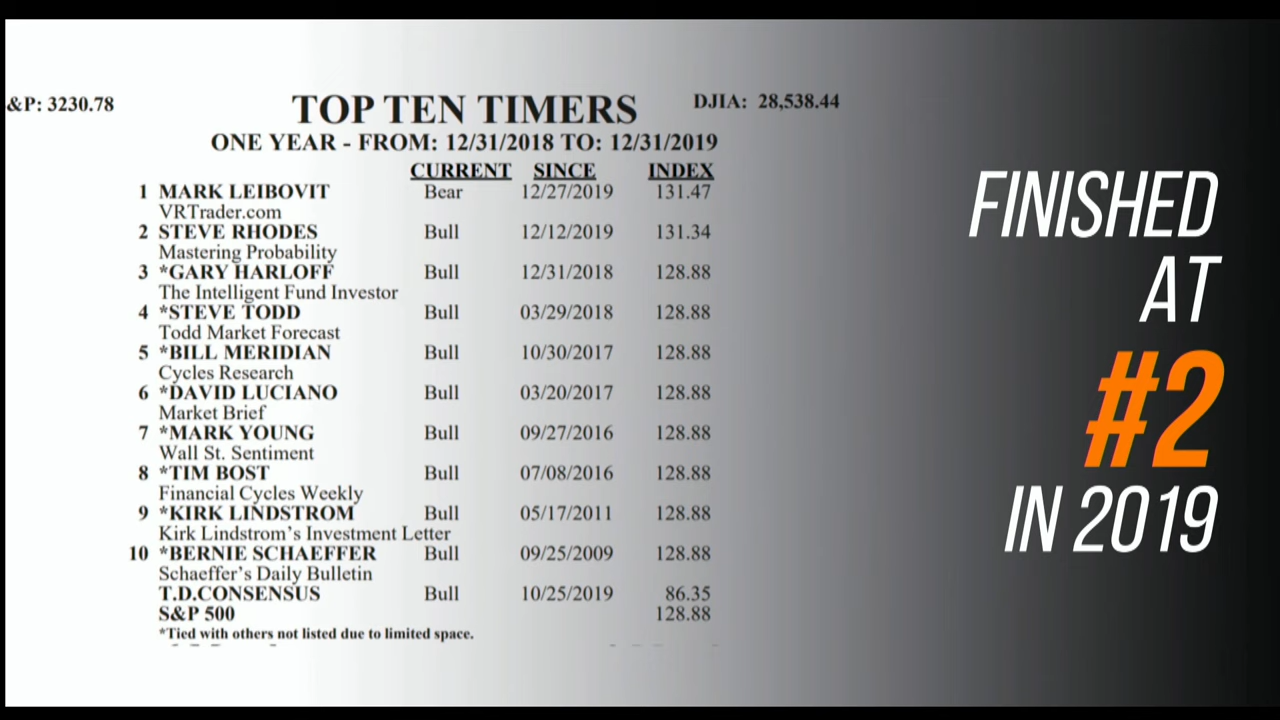 &P: 3230.78
TOP TEN TIMERS
DJIA: 28,538.44
ONE YEAR - FROM: 12/31/2018 TO: 12/31/2019
CURRENT SINCE INDEX
1 MARK LEIBOVIT Bear 12/27/2019 131.47
VRTrader.com
2 STEVE RHODES Bull 12/12/2019 131.34
Mastering Probability
3 *GARY HARLOFF Bull 12/31/2018 128.88
The Intelligent Fund Investor
4 *STEVE TODD Bull 03/29/2018 128.88
Todd Market Forecast
5 *BILL MERIDIAN Bull 10/30/2017 128.88
Cycles Research
6 *DAVID LUCIANO Bull 03/20/2017 128.88
Market Brief
7 *MARK YOUNG Bull 09/27/2016 128.88
Wall St. Sentiment
8 *TIM BOST Bull 07/08/2016 128.88
Financial Cycles Weekly
9 *KIRK LINDSTROM Bull 05/17/2011 128.88
Kirk Lindstrom's Investment Letter
10 *BERNIE SCHAEFFER Bull 09/25/2009 128.88
Schaeffer's Daily Bulletin
T.D.CONSENSUS Bull 10/25/2019 86.35
S&P 500 128.88
*Tied with others not listed due to limited space.
FINISHED
AT
#2
IN 2019